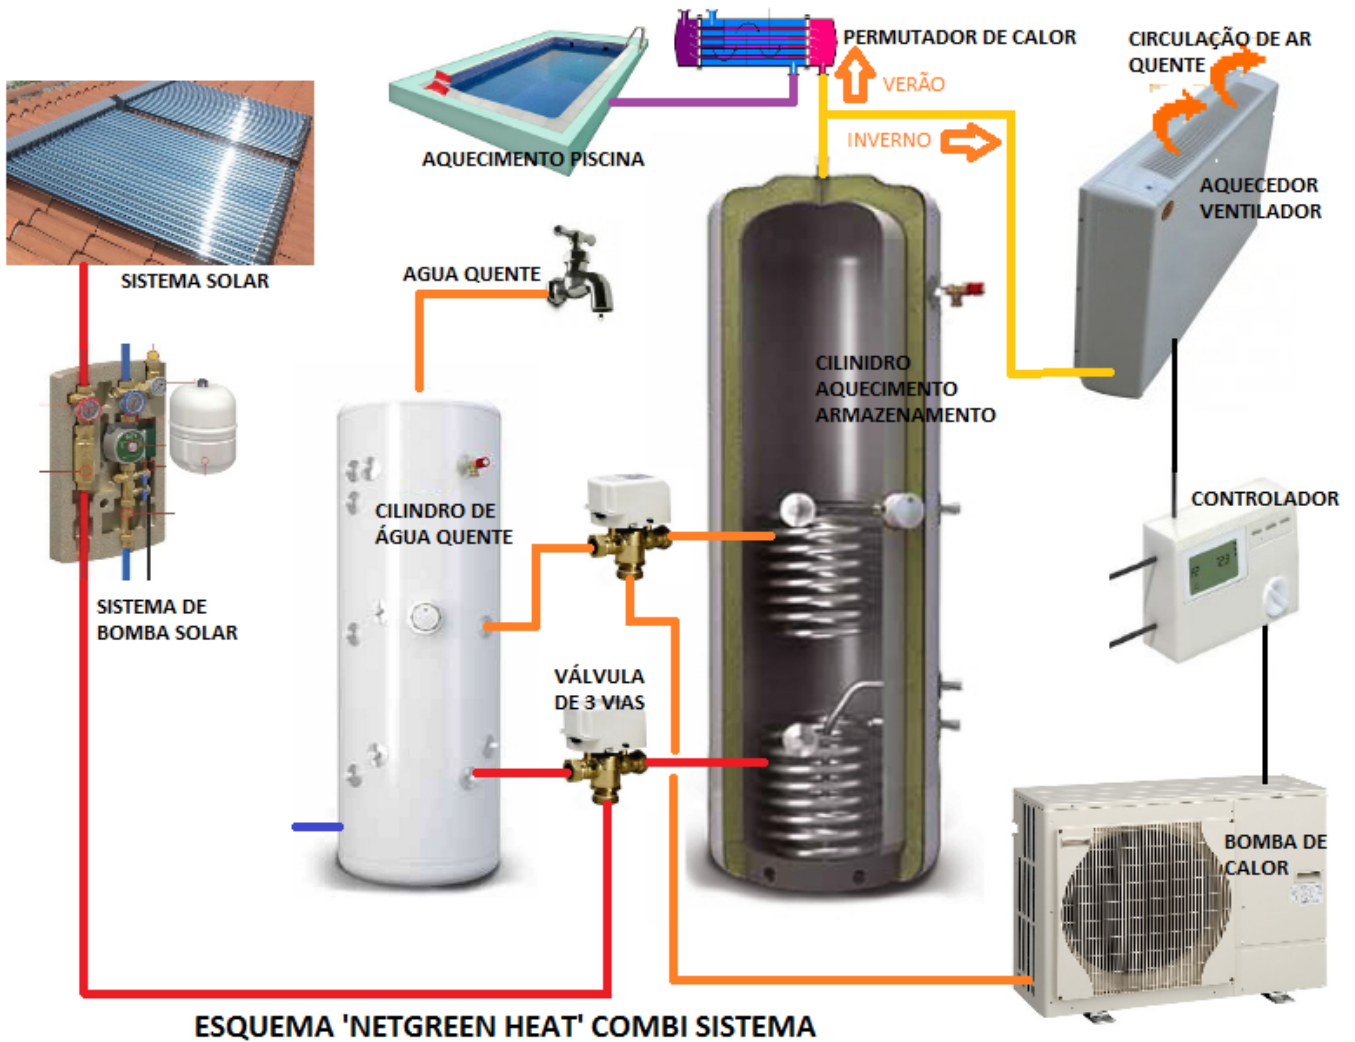 PERMUTADOR DE CALOR
CIRCULAÇÃO DE AR
QUENTE
VERÃO
INVERNO
AQUECIMENTO PISCINA
AQUECEDOR
VENTILADOR
SISTEMA SOLAR
AGUA QUENTE
CILINIDRO
AQUECIMENTO
ARMAZENAMENTO
CONTROLADOR
CILINDRO DE
ÁGUA QUENTE
SISTEMA DE
BOMBA SOLAR
VÁLVULA
DE 3 VIAS
BOMBA DE
CALOR
ESQUEMA 'NETGREEN HEAT' COMBI SISTEMA